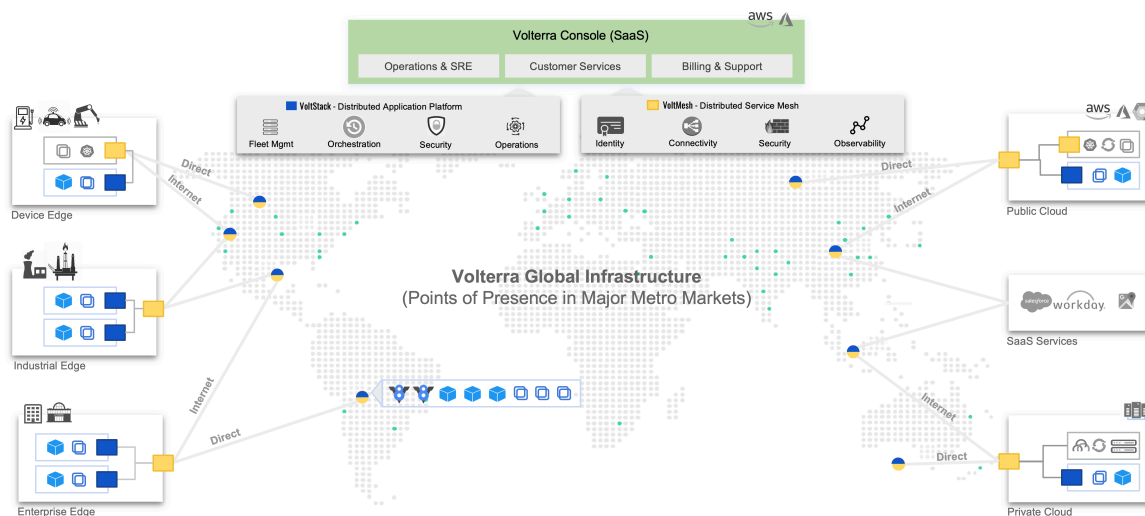 aws
Volterra Console (SaaS)
Operations & SRE
Customer Services
Billing & Support
VoltStack - Distributed Application Platform
Fleet Mgmt
Orchestration
Security
Operations
VoltMesh - Distributed Service Mesh
Identity
Connectivity
Security
Observability
aws
Direct
Internet
Device Edge
Direct
Internet
Public Cloud
Volterra Global Infrastructure
(Points of Presence in Major Metro Markets)
salesforce
workday.
SaaS Services
Industrial Edge
Internet
Direct
Enterprise Edge
Internet
Direct
Private Cloud